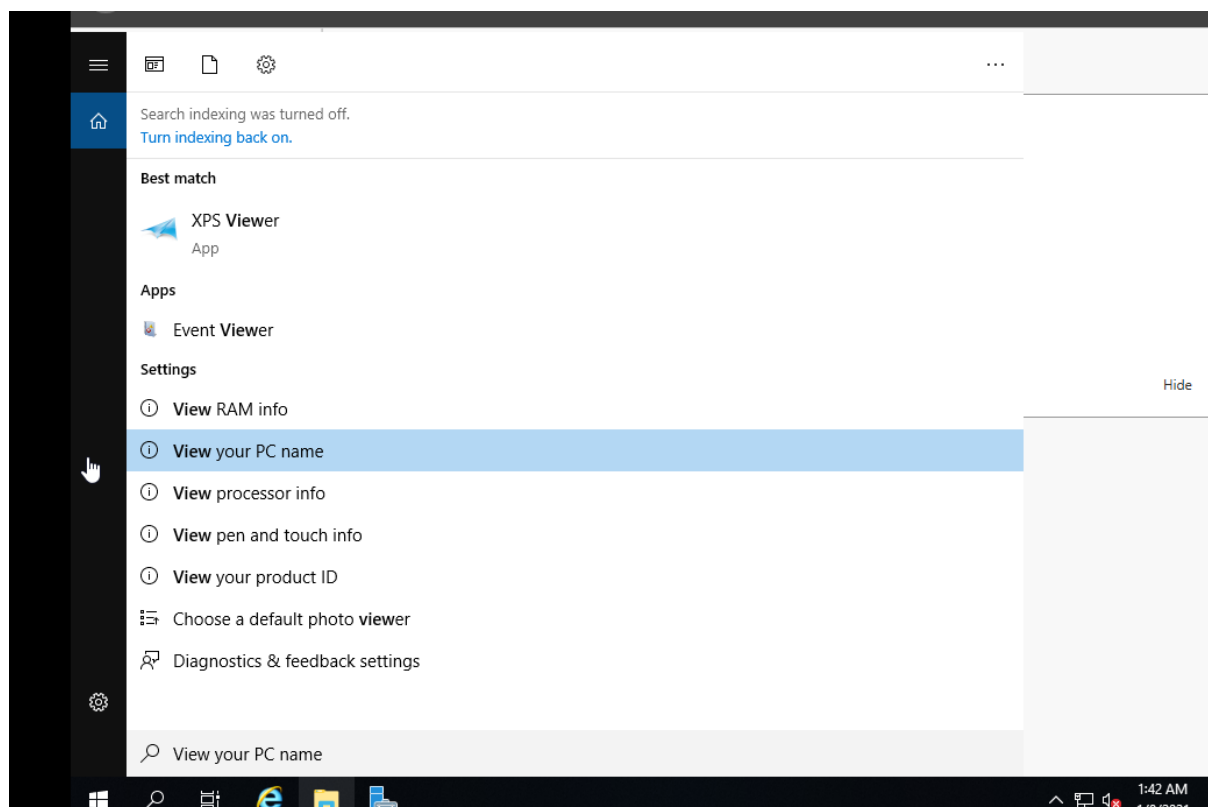 Search indexing was turned off.
Turn indexing back on.
Best match
XPS Viewer
App
Apps
Event Viewer
Settings
View RAM info
Hide
View your PC name
View processor info
View pen and touch info
View your product ID
Choose a default photo viewer
Diagnostics & feedback settings
View your PC name
1:42 AM